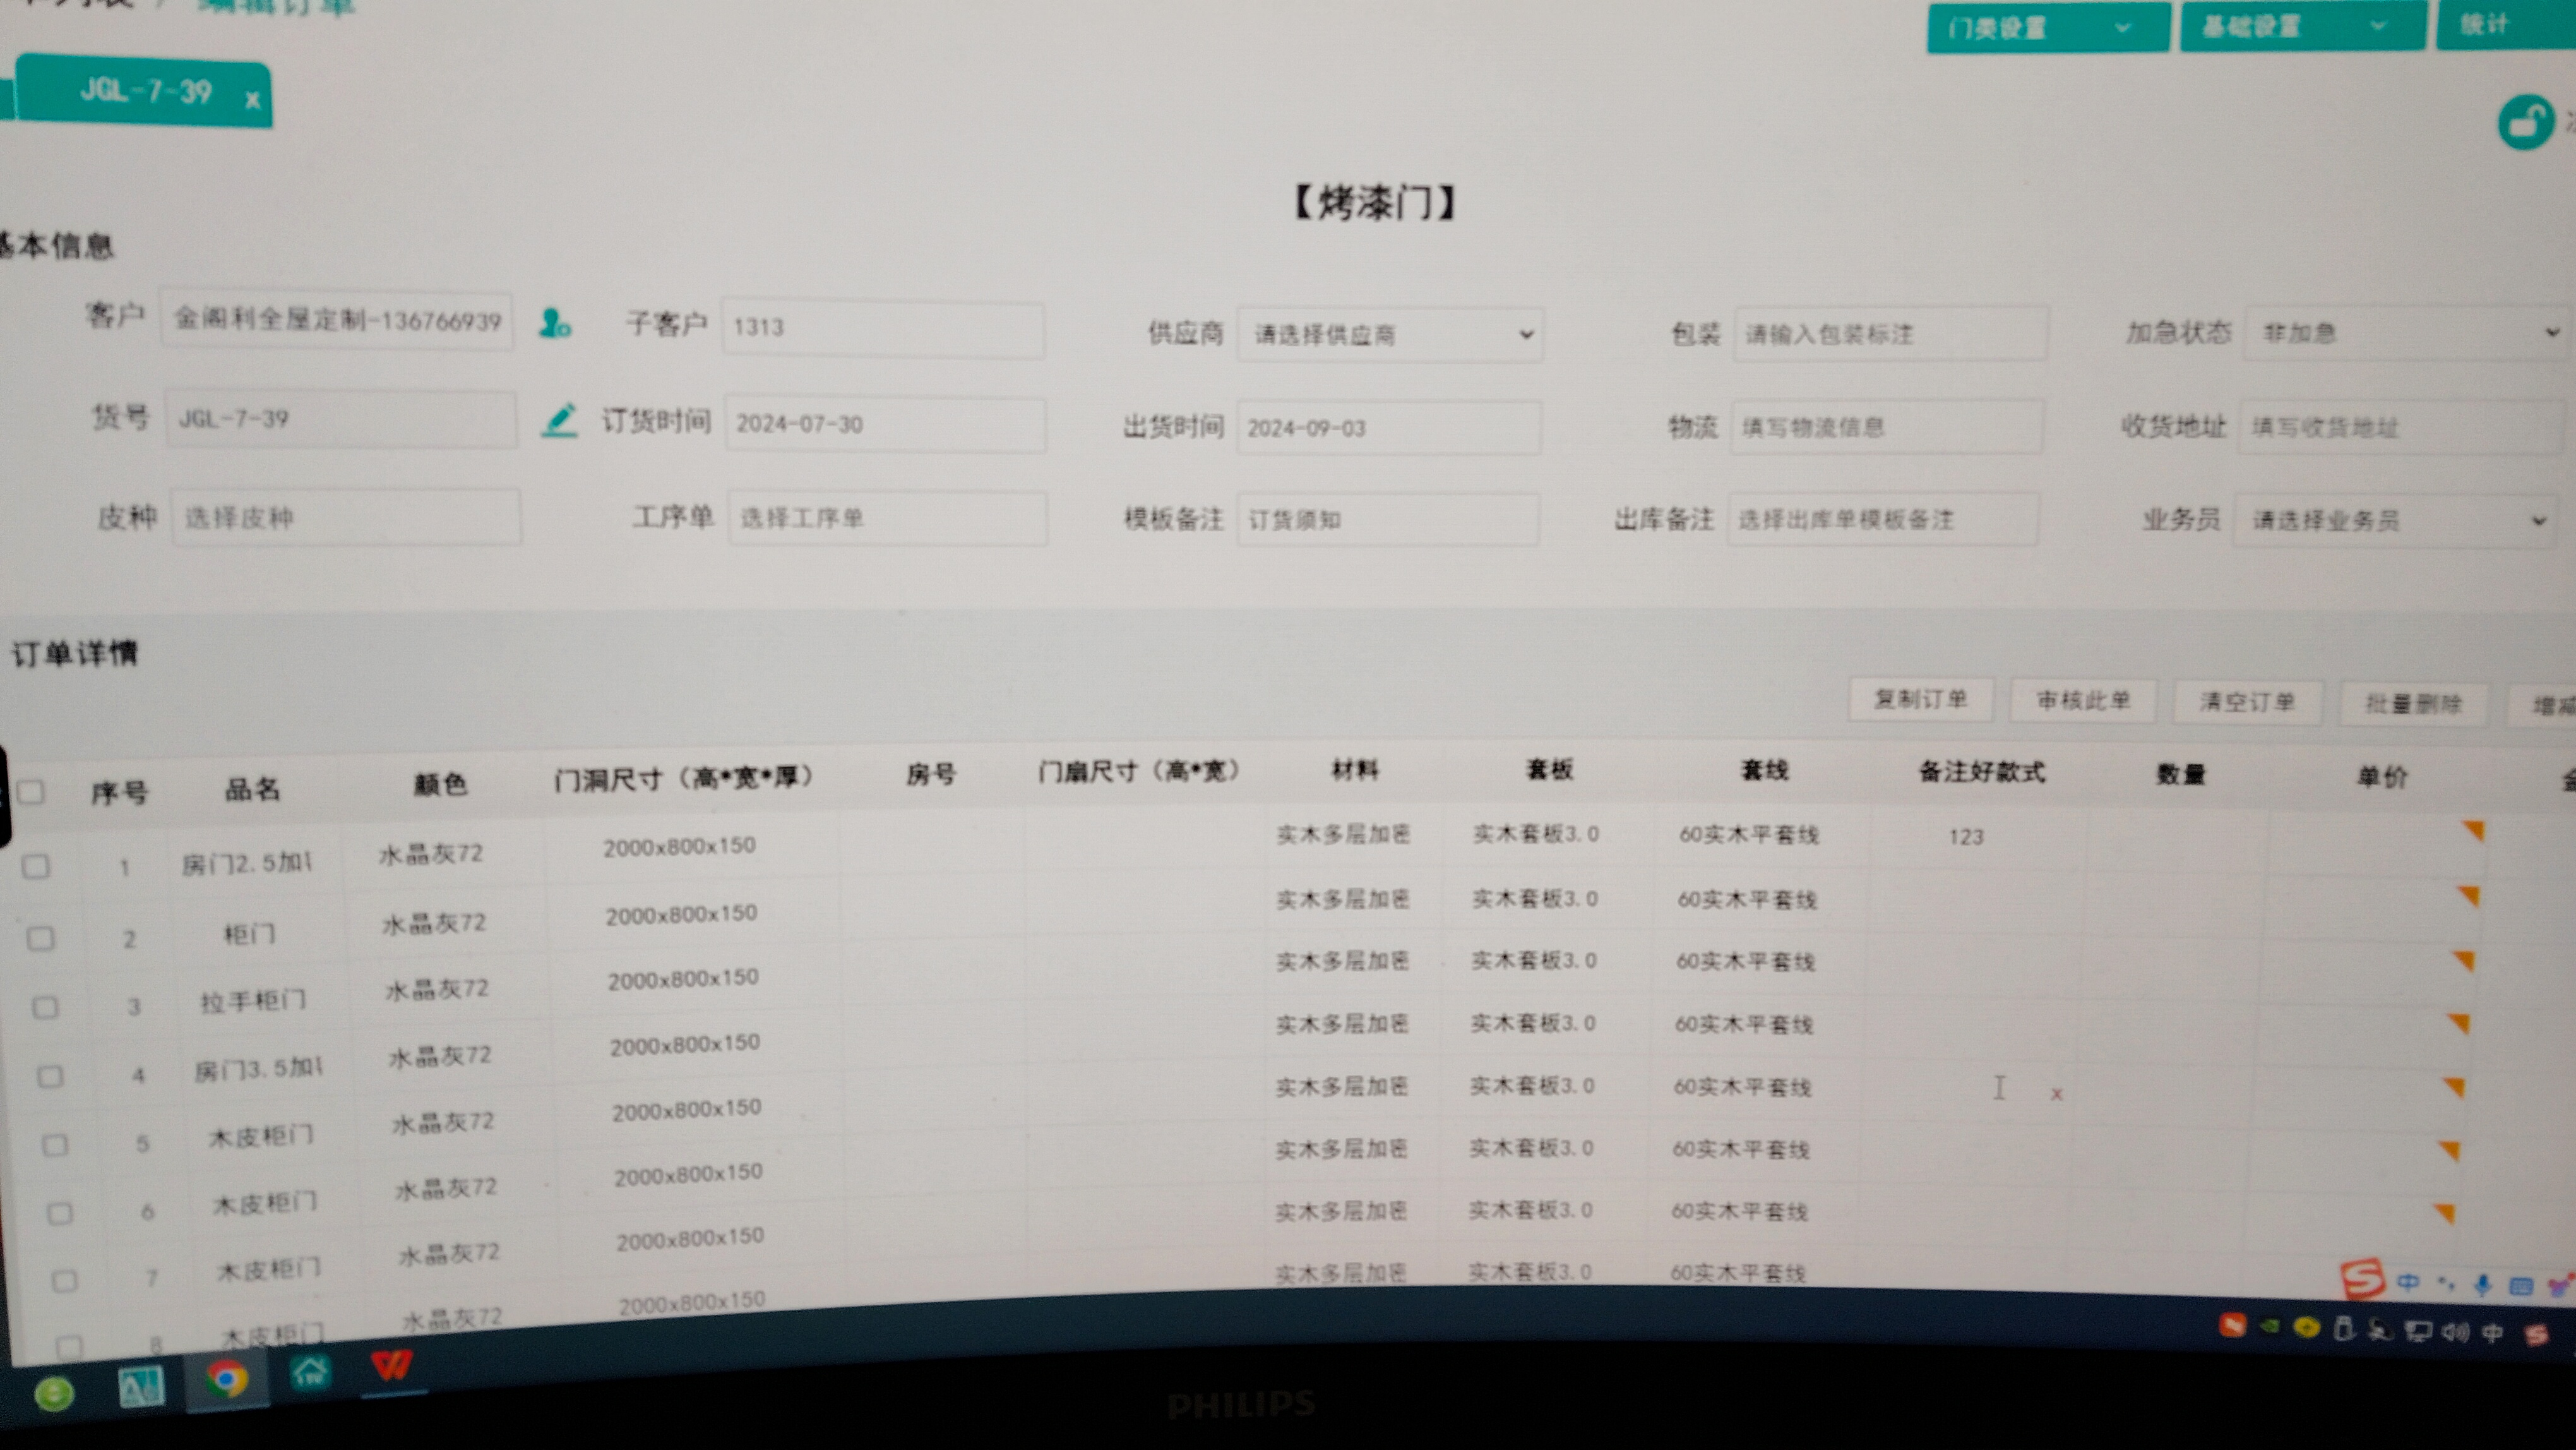 编辑订单
门类设置 基础设置 统计
JGL-7-39 x
【烤漆门】
基本信息
客户 金阁利全屋定制-136766939 子客户 1313 供应商 请选择供应商 包装 请输入包装标注 加急状态 非加急
货号 JGL-7-39 订货时间 2024-07-30 出货时间 2024-09-03 物流 填写物流信息 收货地址 填写收货地址
皮种 选择皮种 工序单 选择工序单 模板备注 订货须知 出库备注 选择出库单模板备注 业务员 请选择业务员
订单详情
复制订单 审核此单 清空订单 批量删除 增减
序号 品名 颜色 门洞尺寸（高*宽*厚） 房号 门扇尺寸（高*宽） 材料 套板 套线 备注好款式 数量 单价
1 房门2.5加 水晶灰72 2000x800x150 实木多层加密 实木套板3.0 60实木平套线 123
2 柜门 水晶灰72 2000x800x150 实木多层加密 实木套板3.0 60实木平套线
3 拉手柜门 水晶灰72 2000x800x150 实木多层加密 实木套板3.0 60实木平套线
4 房门3.5加 水晶灰72 2000x800x150 实木多层加密 实木套板3.0 60实木平套线
5 木皮柜门 水晶灰72 2000x800x150 实木多层加密 实木套板3.0 60实木平套线 x
6 木皮柜门 水晶灰72 2000x800x150 实木多层加密 实木套板3.0 60实木平套线
7 木皮柜门 水晶灰72 2000x800x150 实木多层加密 实木套板3.0 60实木平套线
8 木皮柜门 水晶灰72 2000x800x150 实木多层加密 实木套板3.0 60实木平套线
中
中
PHILIPS